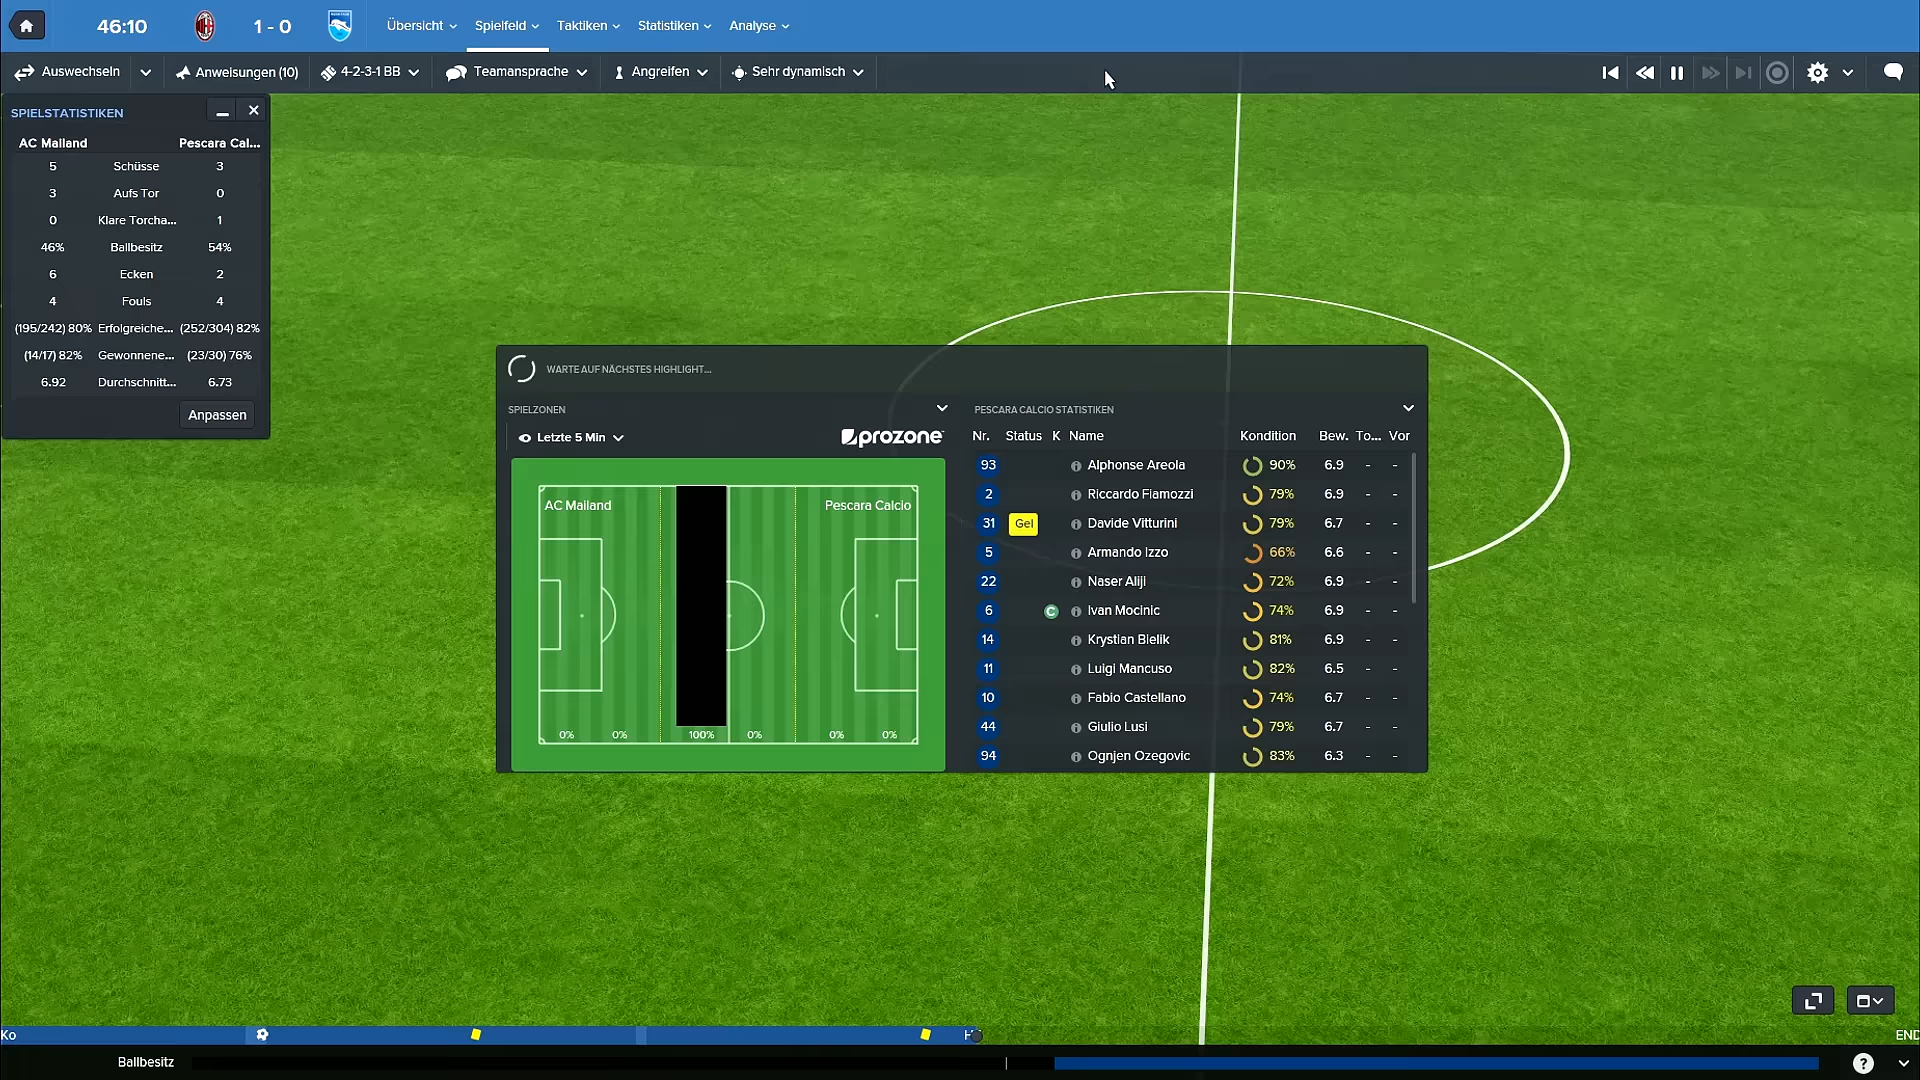 46:10
1 - 0
Übersicht
Spielfeld
Taktiken
Statistiken
Analyse
Auswechseln
Anweisungen (10)
4-2-3-1 BB
Teamansprache
Angreifen
Sehr dynamisch
SPIELSTATISTIKEN
AC Mailand Pescara Cal...
5 Schüsse 3
3 Aufs Tor 0
0 Klare Torcha... 1
46% Ballbesitz 54%
6 Ecken 2
4 Fouls 4
(195/242) 80% Erfolgreiche... (252/304) 82%
(14/17) 82% Gewonnene... (23/30) 76%
6.92 Durchschnitt... 6.73
Anpassen
WARTE AUF NÄCHSTES HIGHLIGHT...
SPIELZONEN
Letzte 5 Min
prozone
AC Mailand Pescara Calcio
0% 0% 100% 0% 0% 0%
PESCARA CALCIO STATISTIKEN
Nr. Status K Name Kondition Bew. To... Vor
93 Alphonse Areola 90% 6.9 - -
2 Riccardo Fiamozzi 79% 6.9 - -
31 Gel Davide Vitturini 79% 6.7 - -
5 Armando Izzo 66% 6.6 - -
22 Naser Aliji 72% 6.9 - -
6 C Ivan Mocinic 74% 6.9 - -
14 Krystian Bielik 81% 6.9 - -
11 Luigi Mancuso 82% 6.5 - -
10 Fabio Castellano 74% 6.7 - -
44 Giulio Lusi 79% 6.7 - -
94 Ognjen Ozegovic 83% 6.3 - -
Ko
END
Ballbesitz
?